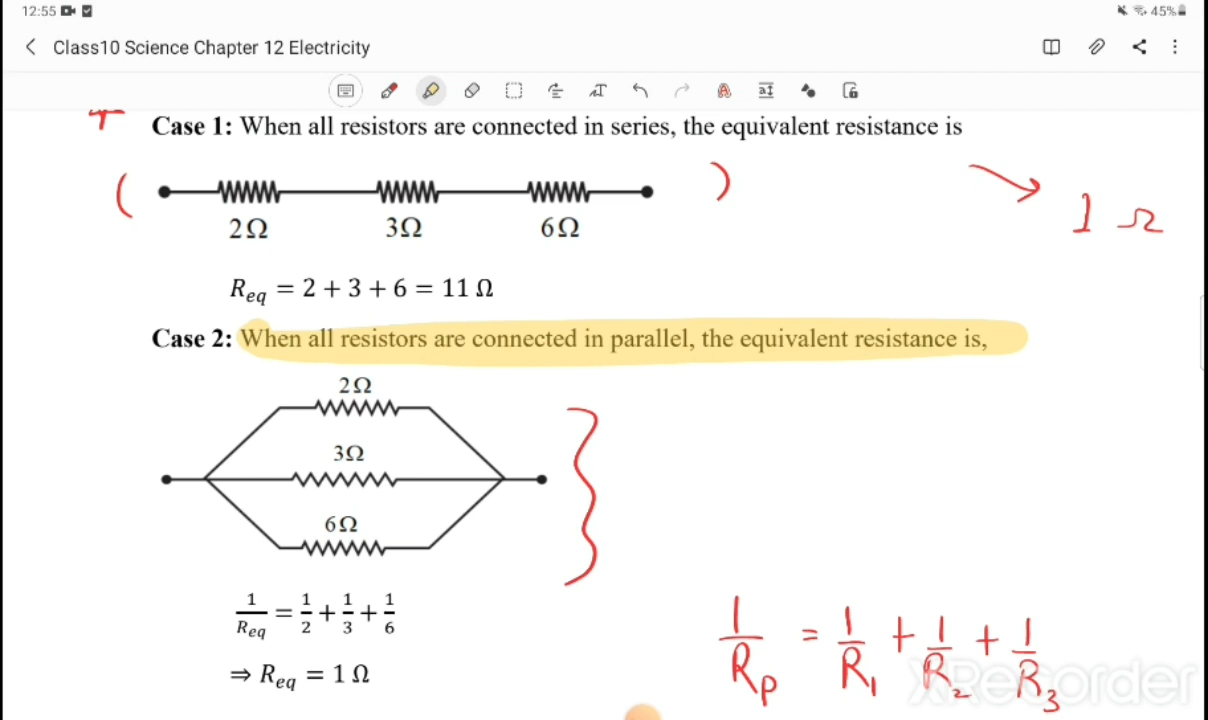 12:55 45%
Class10 Science Chapter 12 Electricity
Case 1: When all resistors are connected in series, the equivalent resistance is
1 Ω
2Ω 3Ω 6Ω
R_eq = 2 + 3 + 6 = 11 Ω
Case 2: When all resistors are connected in parallel, the equivalent resistance is,
2Ω
3Ω
6Ω
1/R_eq = 1/2 + 1/3 + 1/6
1/R_p = 1/R_1 + 1/R_2 + 1/R_3
⇒ R_eq = 1 Ω
XRecorder